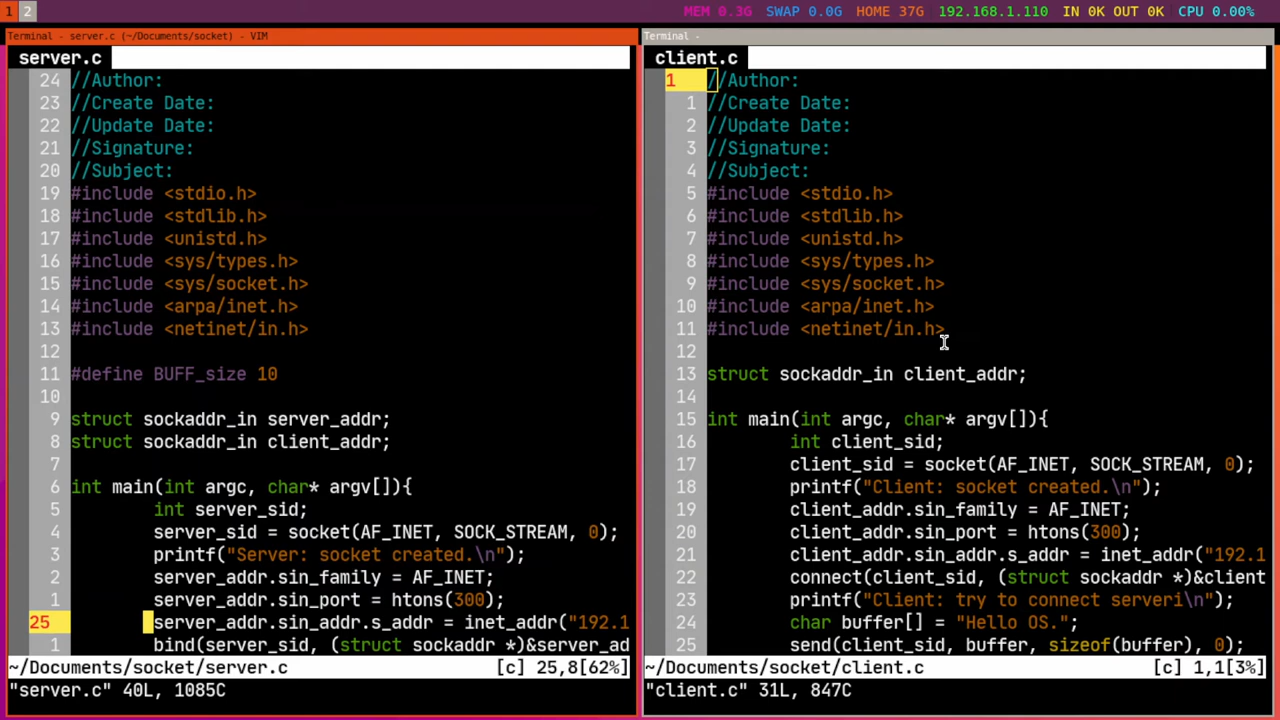 1 2 MEM 0.3G SWAP 0.0G HOME 37G 192.168.1.110 IN 0K OUT 0K CPU 0.00%
Terminal - server.c (~/Documents/socket) - VIM
server.c
24 //Author:
23 //Create Date:
22 //Update Date:
21 //Signature:
20 //Subject:
19 #include <stdio.h>
18 #include <stdlib.h>
17 #include <unistd.h>
16 #include <sys/types.h>
15 #include <sys/socket.h>
14 #include <arpa/inet.h>
13 #include <netinet/in.h>
12
11 #define BUFF_size 10
10
9 struct sockaddr_in server_addr;
8 struct sockaddr_in client_addr;
7
6 int main(int argc, char* argv[]){
5 int server_sid;
4 server_sid = socket(AF_INET, SOCK_STREAM, 0);
3 printf("Server: socket created.\n");
2 server_addr.sin_family = AF_INET;
1 server_addr.sin_port = htons(300);
25 server_addr.sin_addr.s_addr = inet_addr("192.1
1 bind(server_sid, (struct sockaddr *)&server_ad
~/Documents/socket/server.c [c] 25,8[62%]
"server.c" 40L, 1085C
Terminal -
client.c
1 //Author:
1 //Create Date:
2 //Update Date:
3 //Signature:
4 //Subject:
5 #include <stdio.h>
6 #include <stdlib.h>
7 #include <unistd.h>
8 #include <sys/types.h>
9 #include <sys/socket.h>
10 #include <arpa/inet.h>
11 #include <netinet/in.h>
12
13 struct sockaddr_in client_addr;
14
15 int main(int argc, char* argv[]){
16 int client_sid;
17 client_sid = socket(AF_INET, SOCK_STREAM, 0);
18 printf("Client: socket created.\n");
19 client_addr.sin_family = AF_INET;
20 client_addr.sin_port = htons(300);
21 client_addr.sin_addr.s_addr = inet_addr("192.1
22 connect(client_sid, (struct sockaddr *)&client
23 printf("Client: try to connect serveri\n");
24 char buffer[] = "Hello OS.";
25 send(client_sid, buffer, sizeof(buffer), 0);
~/Documents/socket/client.c [c] 1,1[3%]
"client.c" 31L, 847C